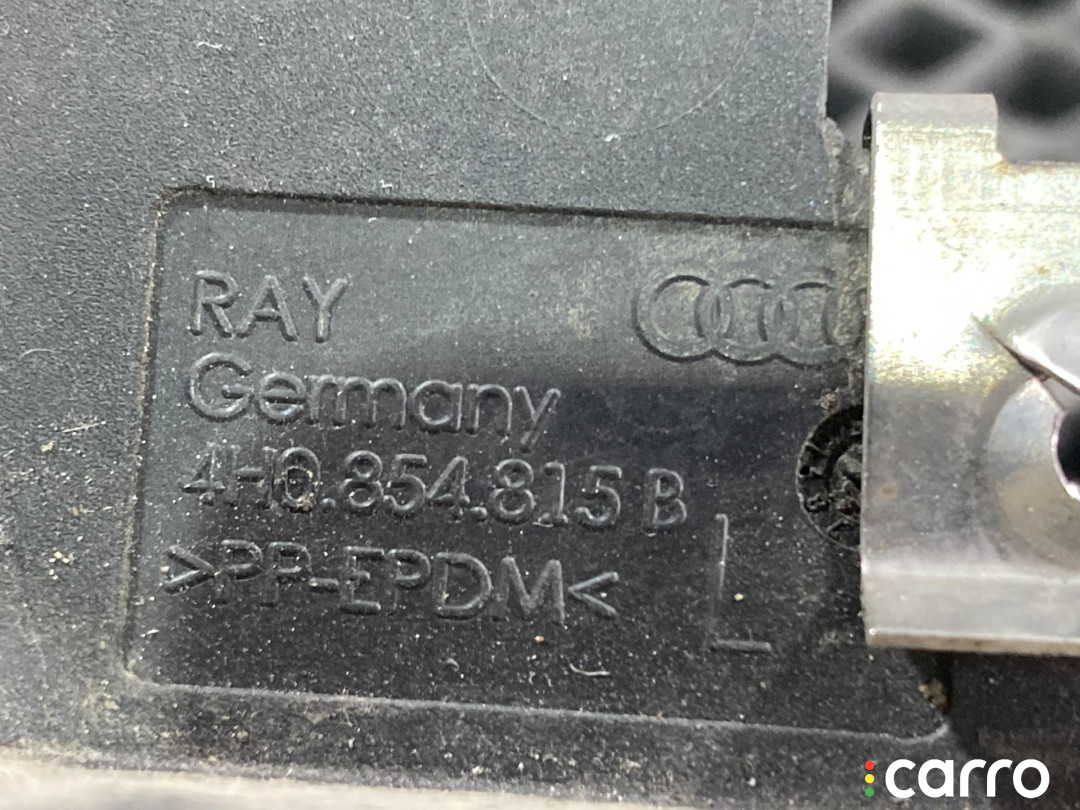 RAY
Germany
4H0.854.815 B
>PP-EPDM<
L
carro